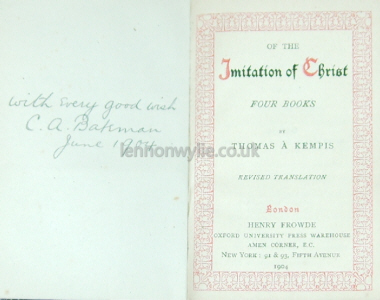 with every good wish
C. A. Bateman
June
lennonwylie.co.uk
OF THE
Imitation of Christ
FOUR BOOKS
BY
THOMAS À KEMPIS
REVISED TRANSLATION
London
HENRY FROWDE
OXFORD UNIVERSITY PRESS WAREHOUSE
AMEN CORNER, E.C.
NEW YORK: 91 & 93, FIFTH AVENUE
1904